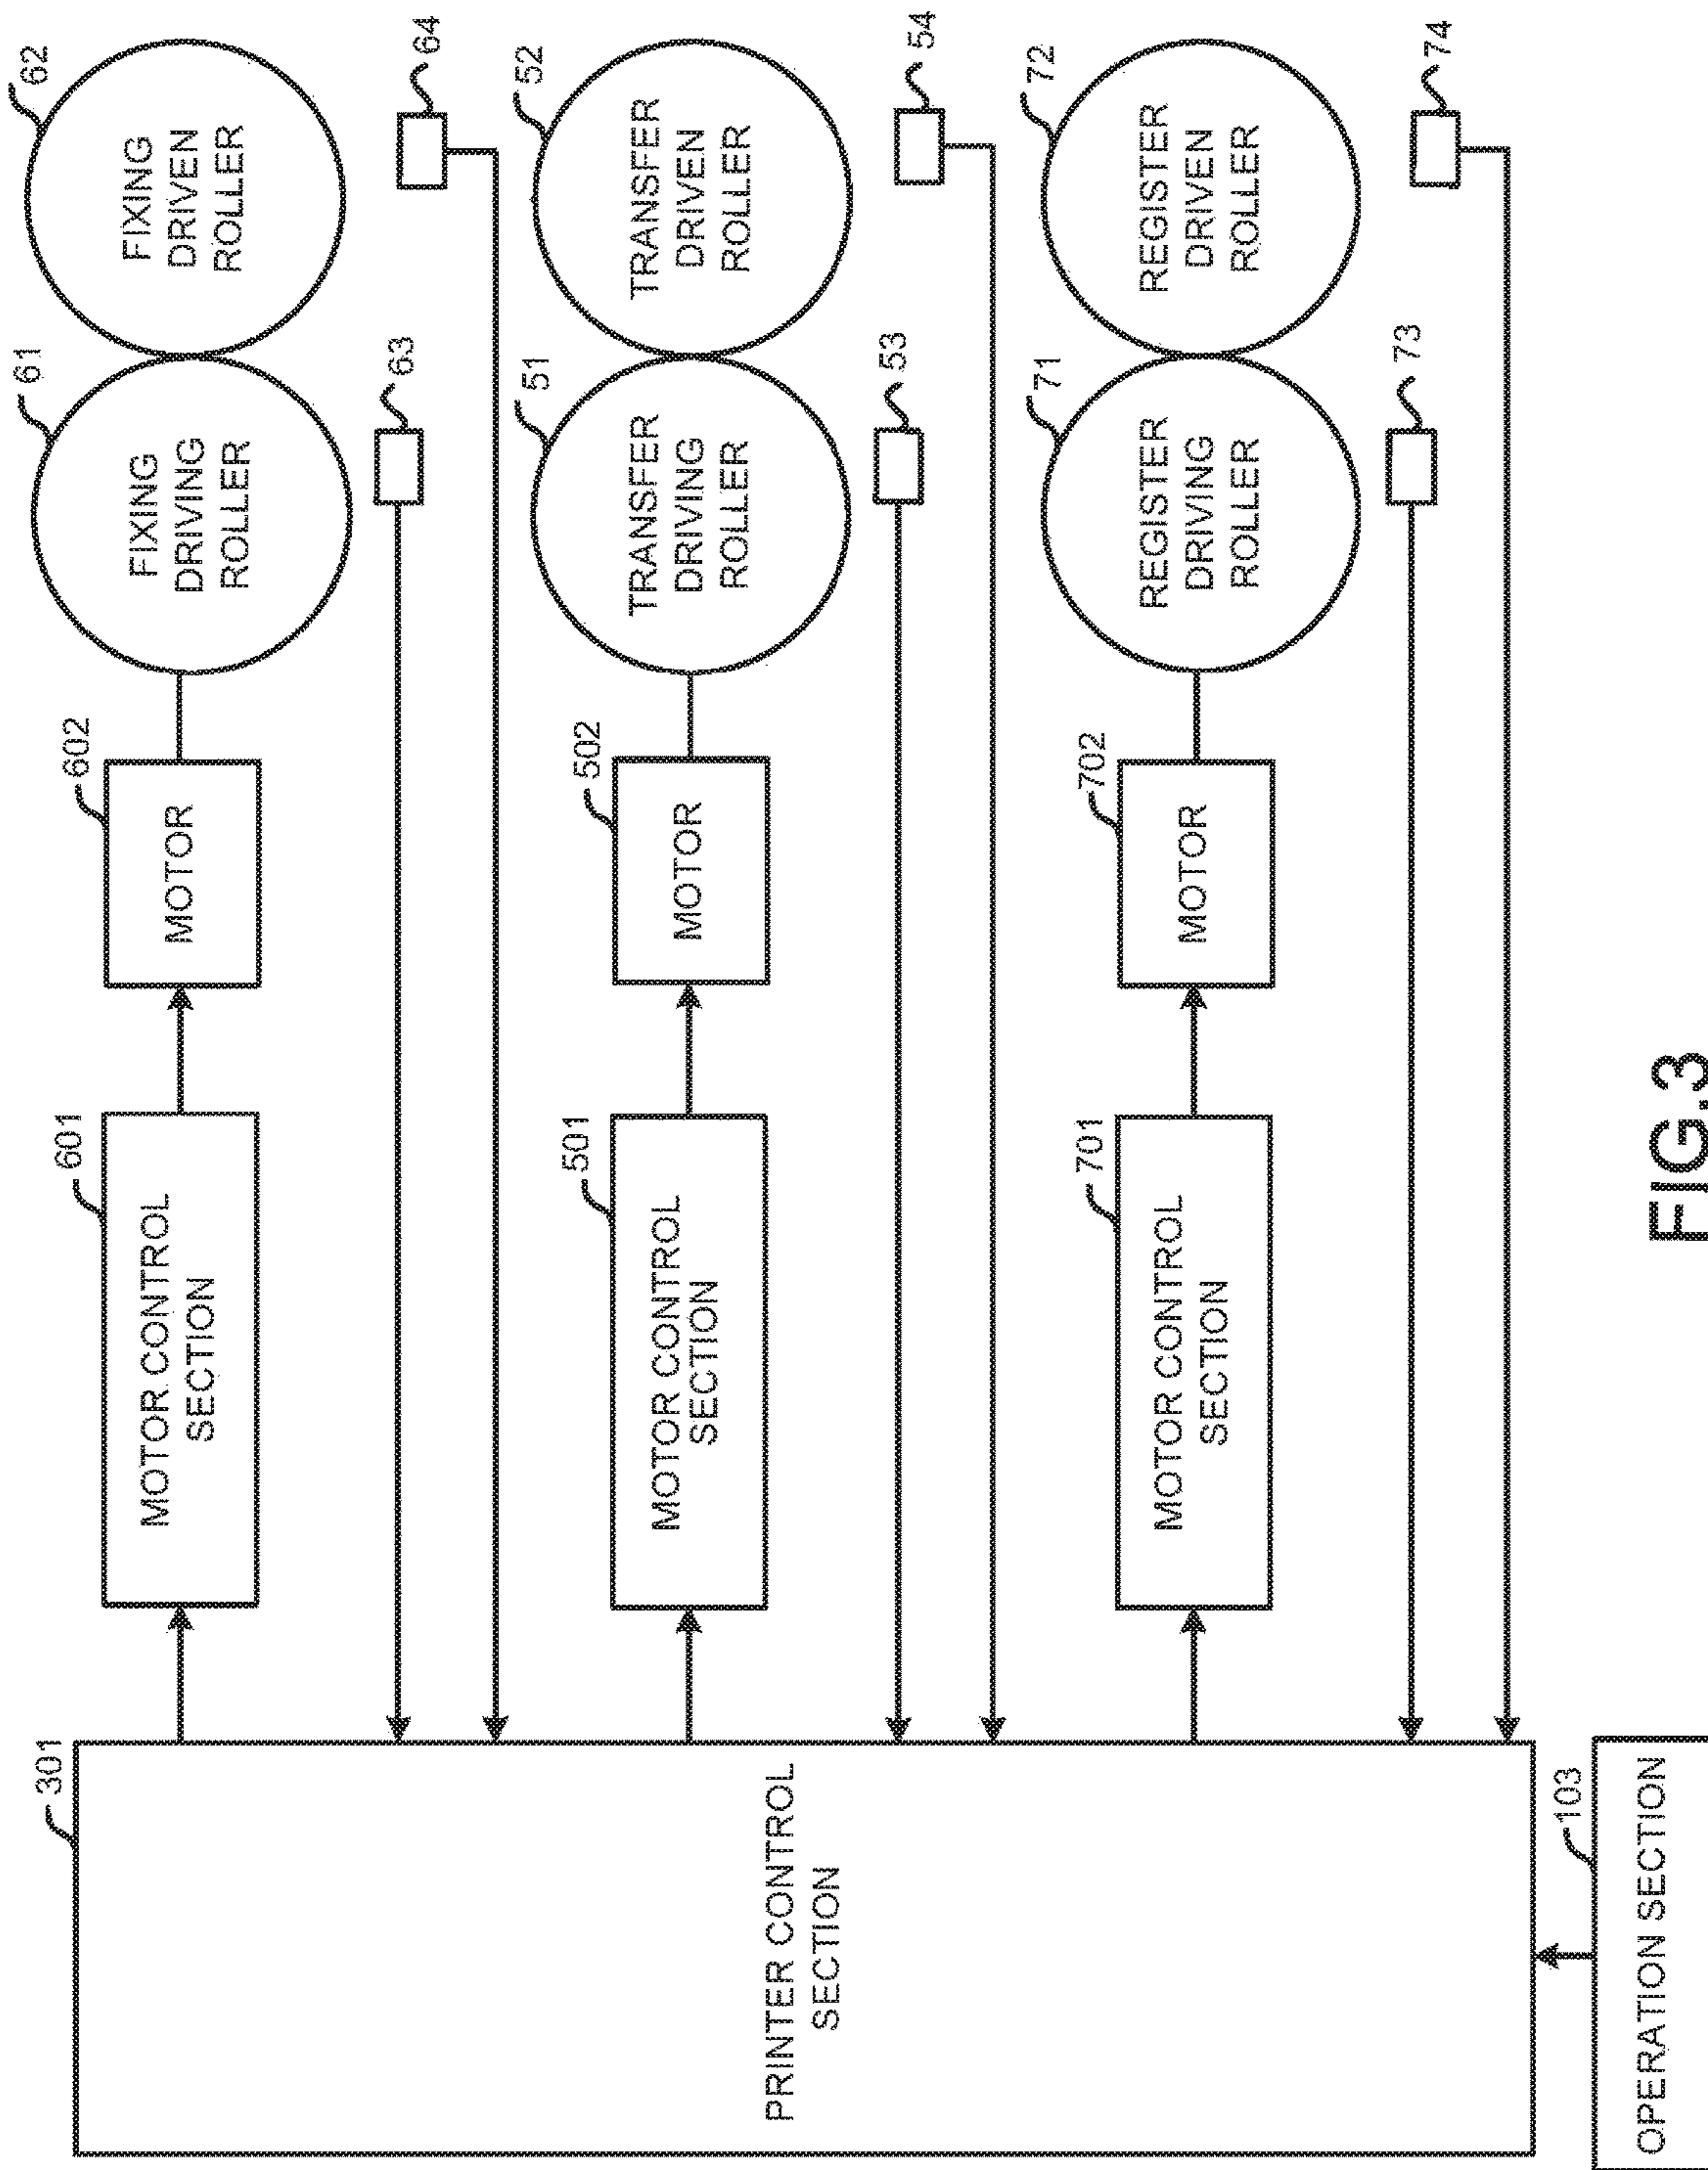 62
FIXING
DRIVEN
ROLLER
64
61
FIXING
DRIVING
ROLLER
63
602
MOTOR
601
MOTOR CONTROL
SECTION
52
TRANSFER
DRIVEN
ROLLER
54
51
TRANSFER
DRIVING
ROLLER
53
502
MOTOR
501
MOTOR CONTROL
SECTION
72
REGISTER
DRIVEN
ROLLER
74
71
REGISTER
DRIVING
ROLLER
73
702
MOTOR
701
MOTOR CONTROL
SECTION
301
PRINTER CONTROL
SECTION
103
OPERATION SECTION
FIG.3